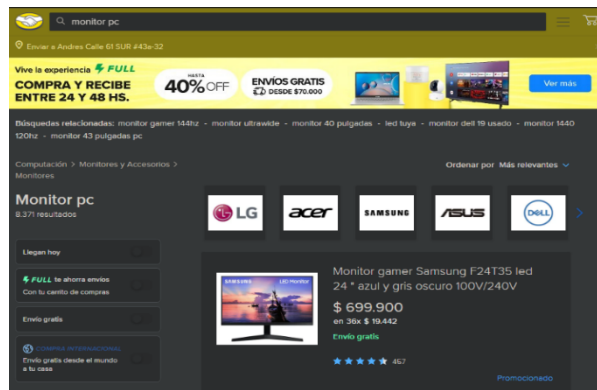 monitor pc
Enviar a Andres Calle 61 SUR #43e-32
Vive la experiencia FULL
COMPRA Y RECIBE
ENTRE 24 Y 48 HS.
HASTA
40% OFF
ENVÍOS GRATIS
DESDE $70.000
Ver más
Búsquedas relacionadas: monitor gamer 144hz - monitor ultrawide - monitor 40 pulgadas - led tuya - monitor dell 19 usado - monitor 1440
120hz - monitor 43 pulgadas pc
Computación > Monitores y Accesorios >
Monitores
Ordenar por Más relevantes
Monitor pc
8.371 resultados
LG
acer
SAMSUNG
ASUS
DELL
Llegan hoy
FULL te ahorra envíos
Con tu carrito de compras
Envío gratis
COMPRA INTERNACIONAL
Envío gratis desde el mundo
a tu casa
SAMSUNG
LED Monitor
Monitor gamer Samsung F24T35 led
24 " azul y gris oscuro 100V/240V
$ 699.900
en 36x $ 19.442
Envío gratis
457
Promocionado